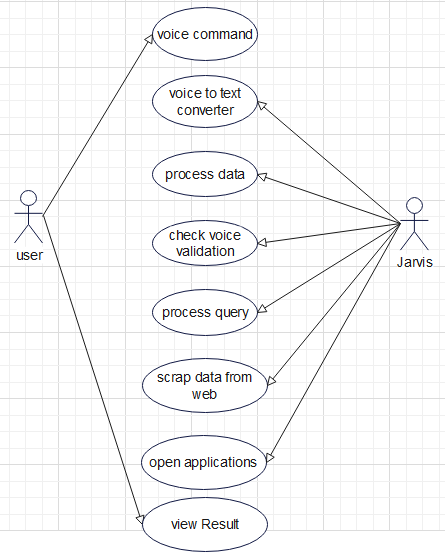 voice command
voice to text
converter
process data
user
check voice
validation
Jarvis
process query
scrap data from
web
open applications
view Result